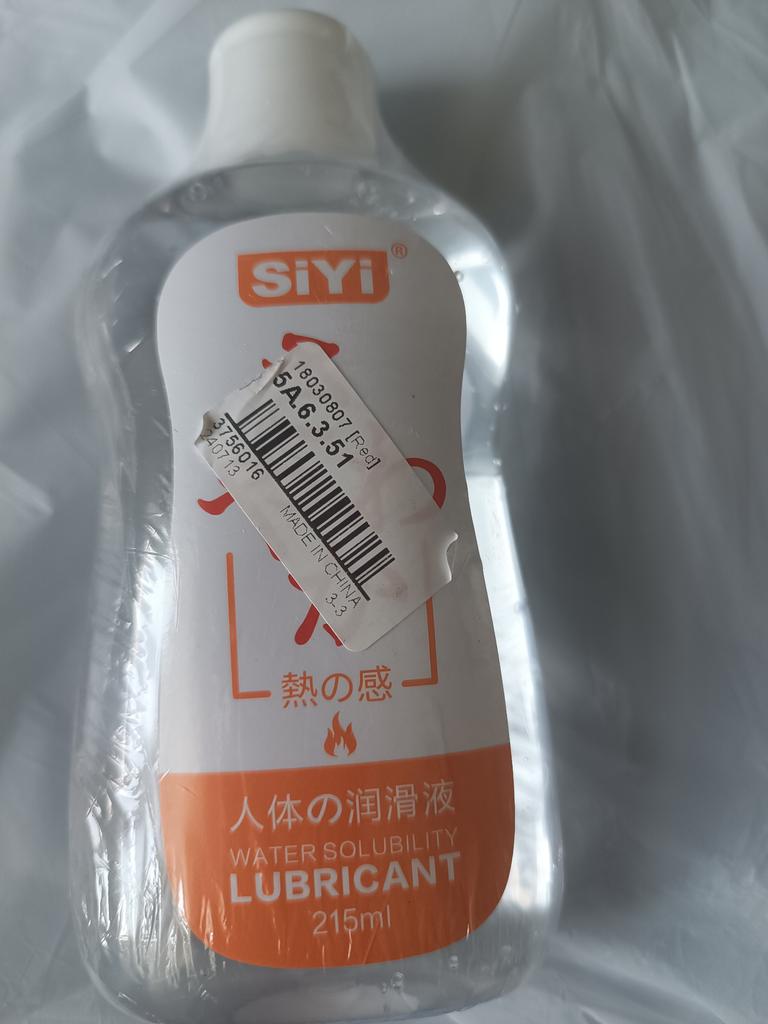 SiYi®
18030807 [Red]
5A.6.3.51
3756016
240713
MADE IN CHINA
3-3
熱の感
人体の润滑液
WATER SOLUBILITY
LUBRICANT
215ml